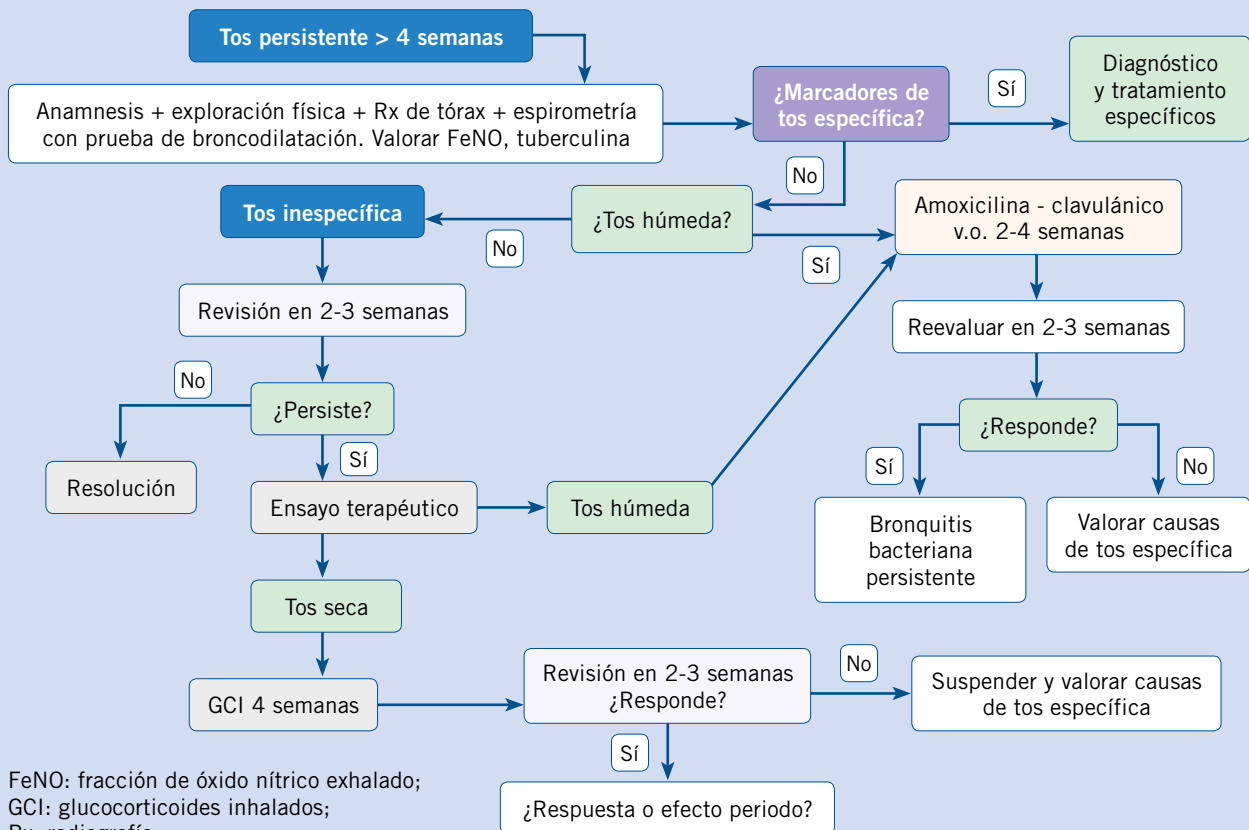 Tos persistente > 4 semanas
Anamnesis + exploración física + Rx de tórax + espirometría
con prueba de broncodilatación. Valorar FeNO, tuberculina
¿Marcadores de
tos específica?
Sí
Diagnóstico
y tratamiento
específicos
No
¿Tos húmeda?
No
Tos inespecífica
Sí
Amoxicilina - clavulánico
v.o. 2-4 semanas
Revisión en 2-3 semanas
Reevaluar en 2-3 semanas
¿Persiste?
No
Resolución
Sí
Ensayo terapéutico
Tos húmeda
¿Responde?
Sí
Bronquitis
bacteriana
persistente
No
Valorar causas
de tos específica
Tos seca
GCI 4 semanas
Revisión en 2-3 semanas
¿Responde?
No
Suspender y valorar causas
de tos específica
Sí
¿Respuesta o efecto periodo?
FeNO: fracción de óxido nítrico exhalado;
GCI: glucocorticoides inhalados;